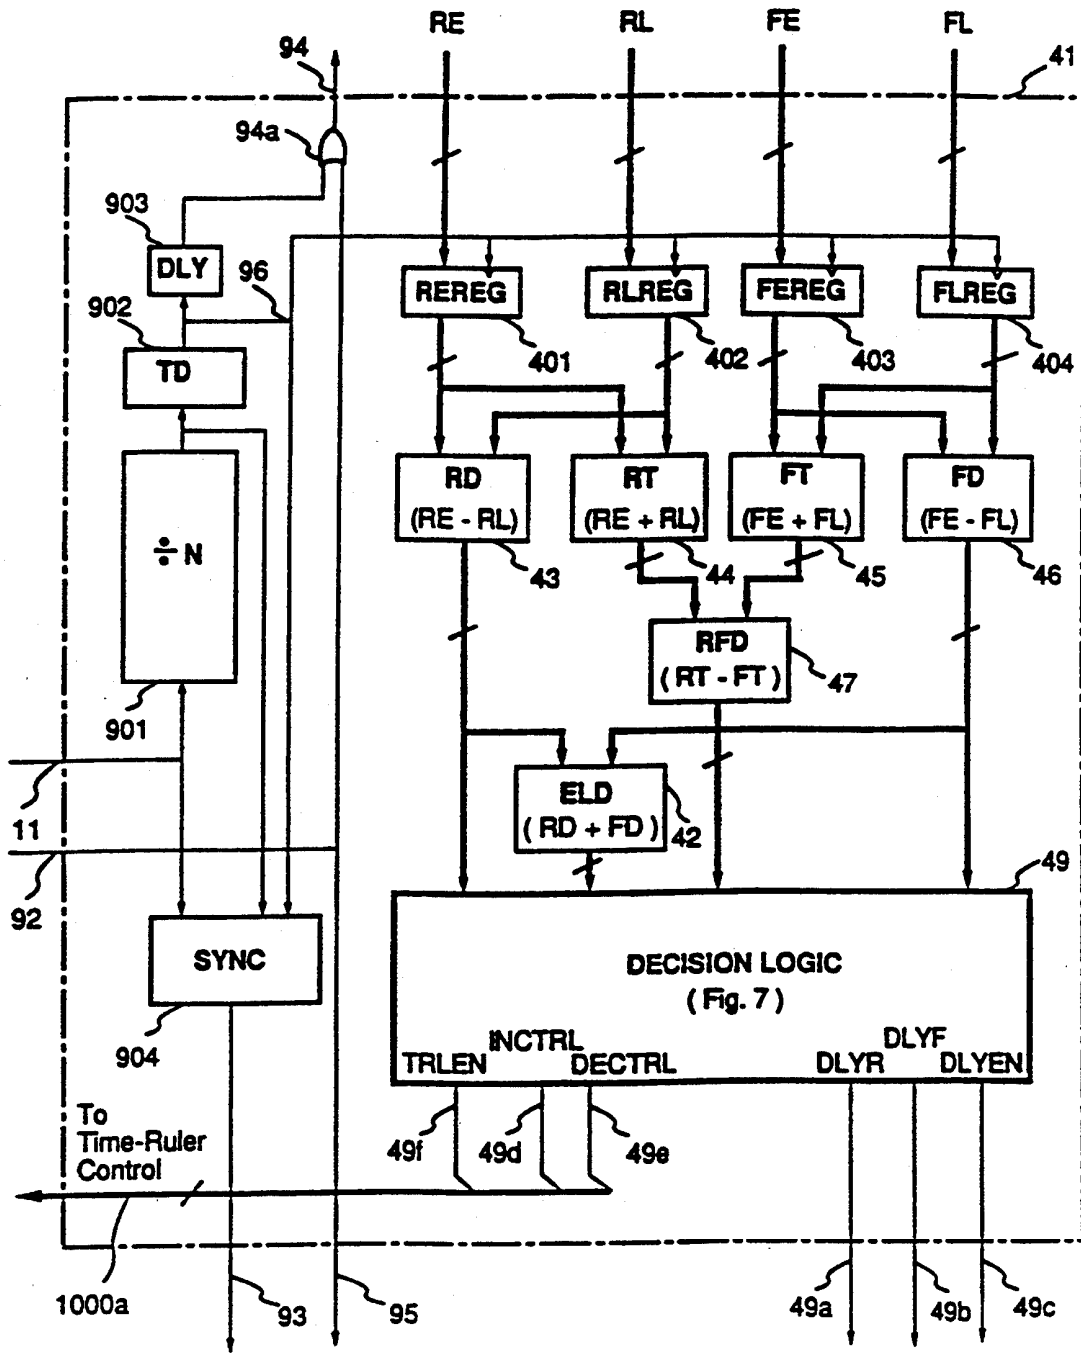 RE
RL
FE
FL
94
41
94a
903
DLY
96
902
TD
REREG
RLREG
FEREG
FLREG
401
402
403
404
RD
(RE - RL)
RT
(RE + RL)
FT
(FE + FL)
FD
(FE - FL)
÷ N
43
44
45
46
RFD
(RT - FT)
47
901
11
ELD
(RD + FD)
42
92
49
SYNC
DECISION LOGIC
(Fig. 7)
904
INCTRL
TRLEN
DECTRL
DLYF
DLYR
DLYEN
To
Time-Ruler
Control
49f
49d
49e
1000a
93
95
49a
49b
49c